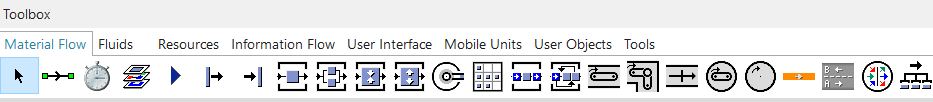 Toolbox
Material Flow Fluids Resources Information Flow User Interface Mobile Units User Objects Tools
B
A